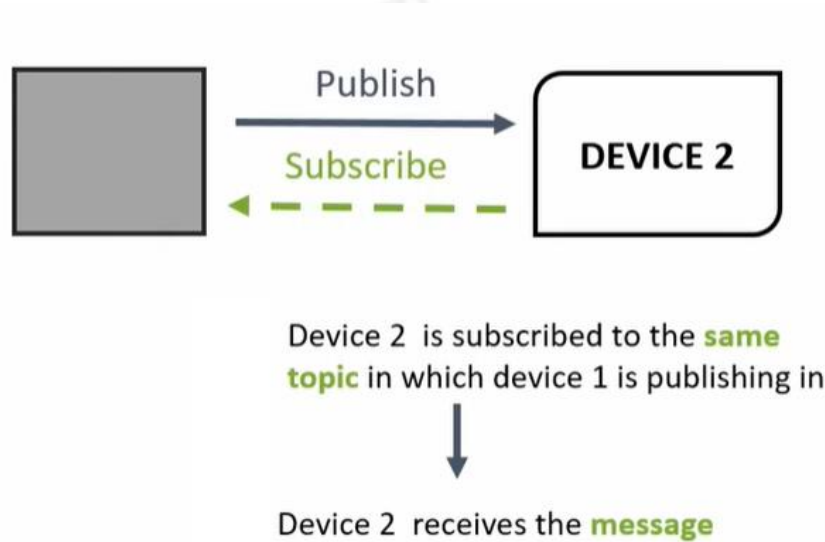 Publish
Subscribe
DEVICE 2
Device 2 is subscribed to the same
topic in which device 1 is publishing in
Device 2 receives the message